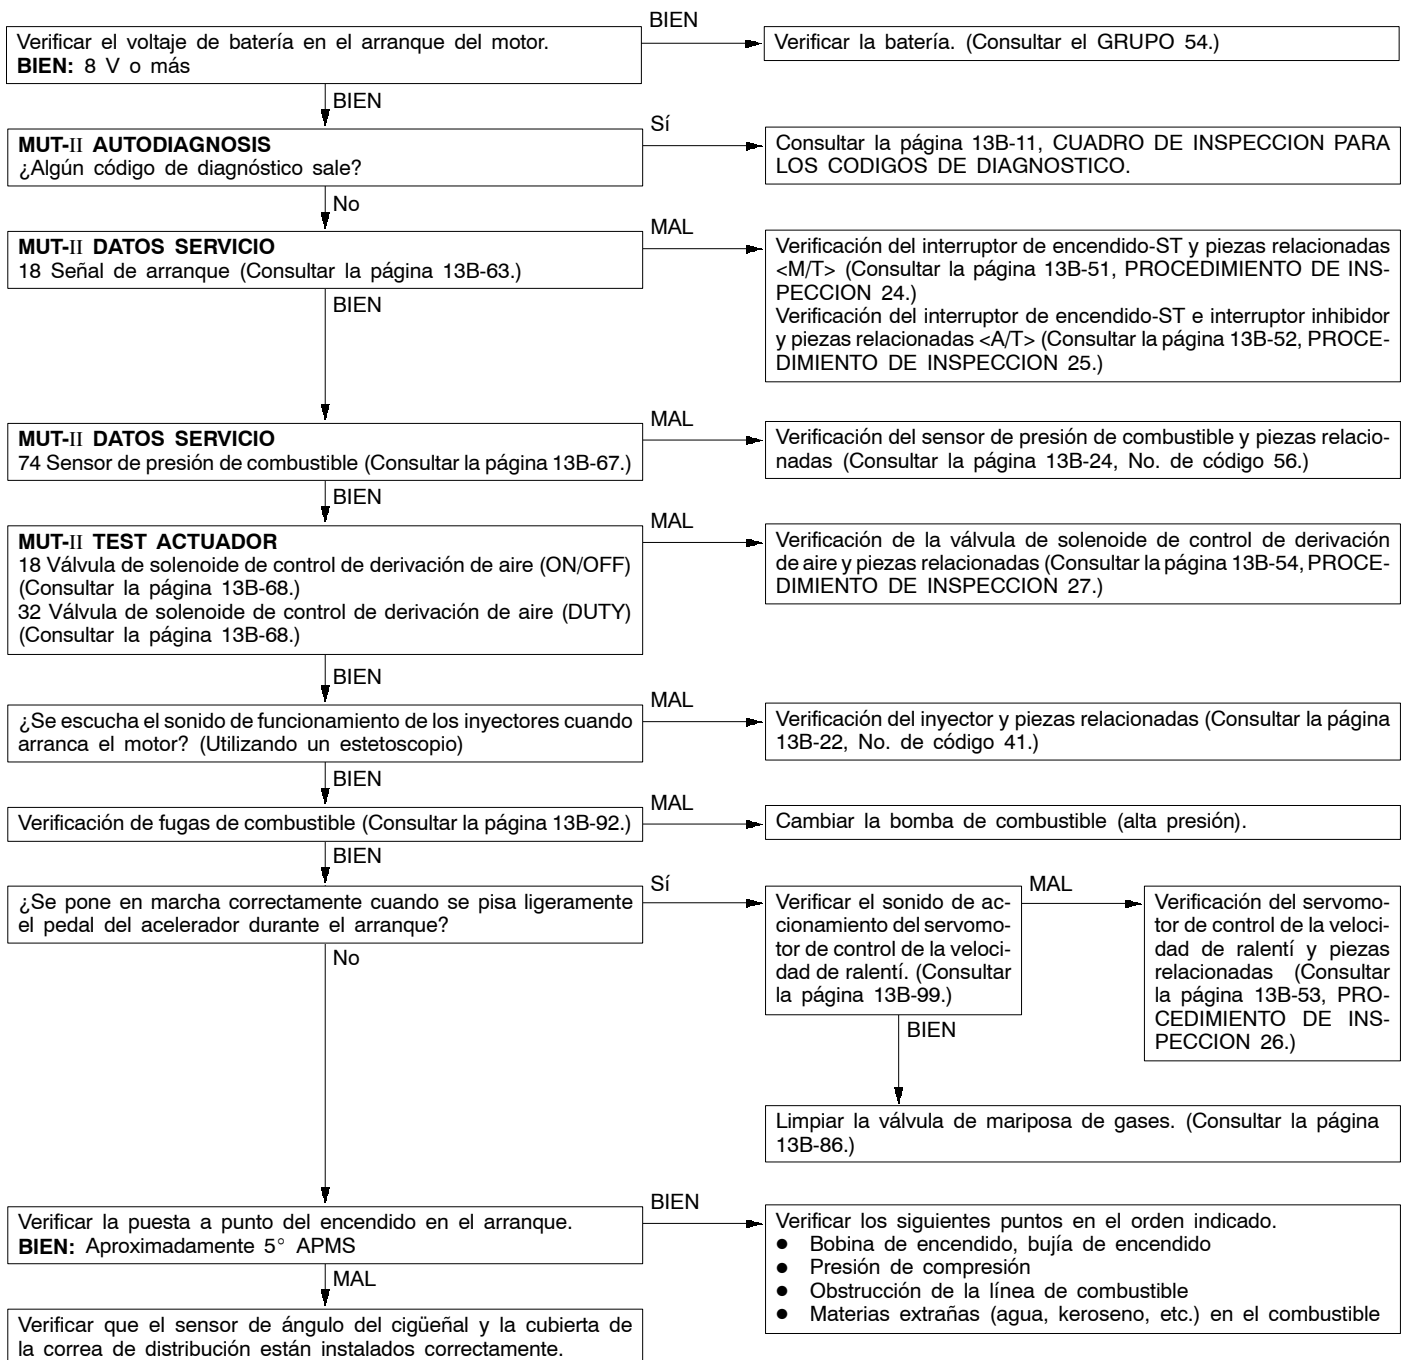 BIEN
Verificar el voltaje de batería en el arranque del motor.
BIEN: 8 V o más
Verificar la batería. (Consultar el GRUPO 54.)
BIEN
MUT-II AUTODIAGNOSIS
¿Algún código de diagnóstico sale?
Sí
Consultar la página 13B-11, CUADRO DE INSPECCION PARA
LOS CODIGOS DE DIAGNOSTICO.
No
MUT-II DATOS SERVICIO
18 Señal de arranque (Consultar la página 13B-63.)
MAL
Verificación del interruptor de encendido-ST y piezas relacionadas
<M/T> (Consultar la página 13B-51, PROCEDIMIENTO DE INS-
PECCION 24.)
Verificación del interruptor de encendido-ST e interruptor inhibidor
y piezas relacionadas <A/T> (Consultar la página 13B-52, PROCE-
DIMIENTO DE INSPECCION 25.)
BIEN
MUT-II DATOS SERVICIO
74 Sensor de presión de combustible (Consultar la página 13B-67.)
MAL
Verificación del sensor de presión de combustible y piezas relacio-
nadas (Consultar la página 13B-24, No. de código 56.)
BIEN
MUT-II TEST ACTUADOR
18 Válvula de solenoide de control de derivación de aire (ON/OFF)
(Consultar la página 13B-68.)
32 Válvula de solenoide de control de derivación de aire (DUTY)
(Consultar la página 13B-68.)
MAL
Verificación de la válvula de solenoide de control de derivación
de aire y piezas relacionadas (Consultar la página 13B-54, PROCE-
DIMIENTO DE INSPECCION 27.)
BIEN
¿Se escucha el sonido de funcionamiento de los inyectores cuando
arranca el motor? (Utilizando un estetoscopio)
MAL
Verificación del inyector y piezas relacionadas (Consultar la página
13B-22, No. de código 41.)
BIEN
Verificación de fugas de combustible (Consultar la página 13B-92.)
MAL
Cambiar la bomba de combustible (alta presión).
BIEN
¿Se pone en marcha correctamente cuando se pisa ligeramente
el pedal del acelerador durante el arranque?
Sí
Verificar el sonido de ac-
cionamiento del servomo-
tor de control de la veloci-
dad de ralentí. (Consultar
la página 13B-99.)
MAL
Verificación del servomo-
tor de control de la veloci-
dad de ralentí y piezas
relacionadas (Consultar
la página 13B-53, PRO-
CEDIMIENTO DE INS-
PECCION 26.)
No
BIEN
Limpiar la válvula de mariposa de gases. (Consultar la página
13B-86.)
Verificar la puesta a punto del encendido en el arranque.
BIEN: Aproximadamente 5° APMS
BIEN
Verificar los siguientes puntos en el orden indicado.
● Bobina de encendido, bujía de encendido
● Presión de compresión
● Obstrucción de la línea de combustible
● Materias extrañas (agua, keroseno, etc.) en el combustible
MAL
Verificar que el sensor de ángulo del cigüeñal y la cubierta de
la correa de distribución están instalados correctamente.